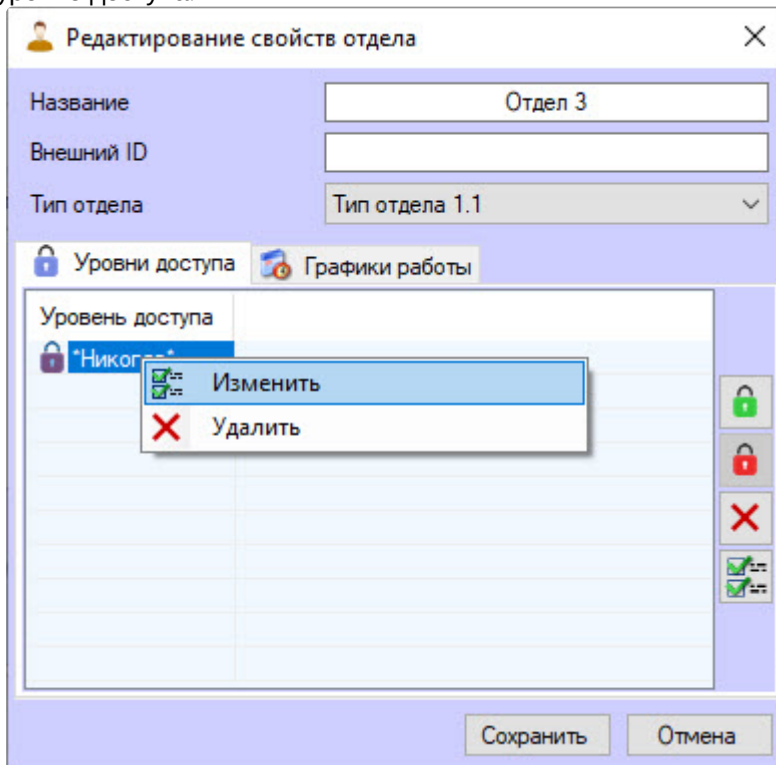 Редактирование свойств отдела
Название
Отдел 3
Внешний ID
Тип отдела
Тип отдела 1.1
Уровни доступа
Графики работы
Уровень доступа
Изменить
Удалить
Сохранить
Отмена